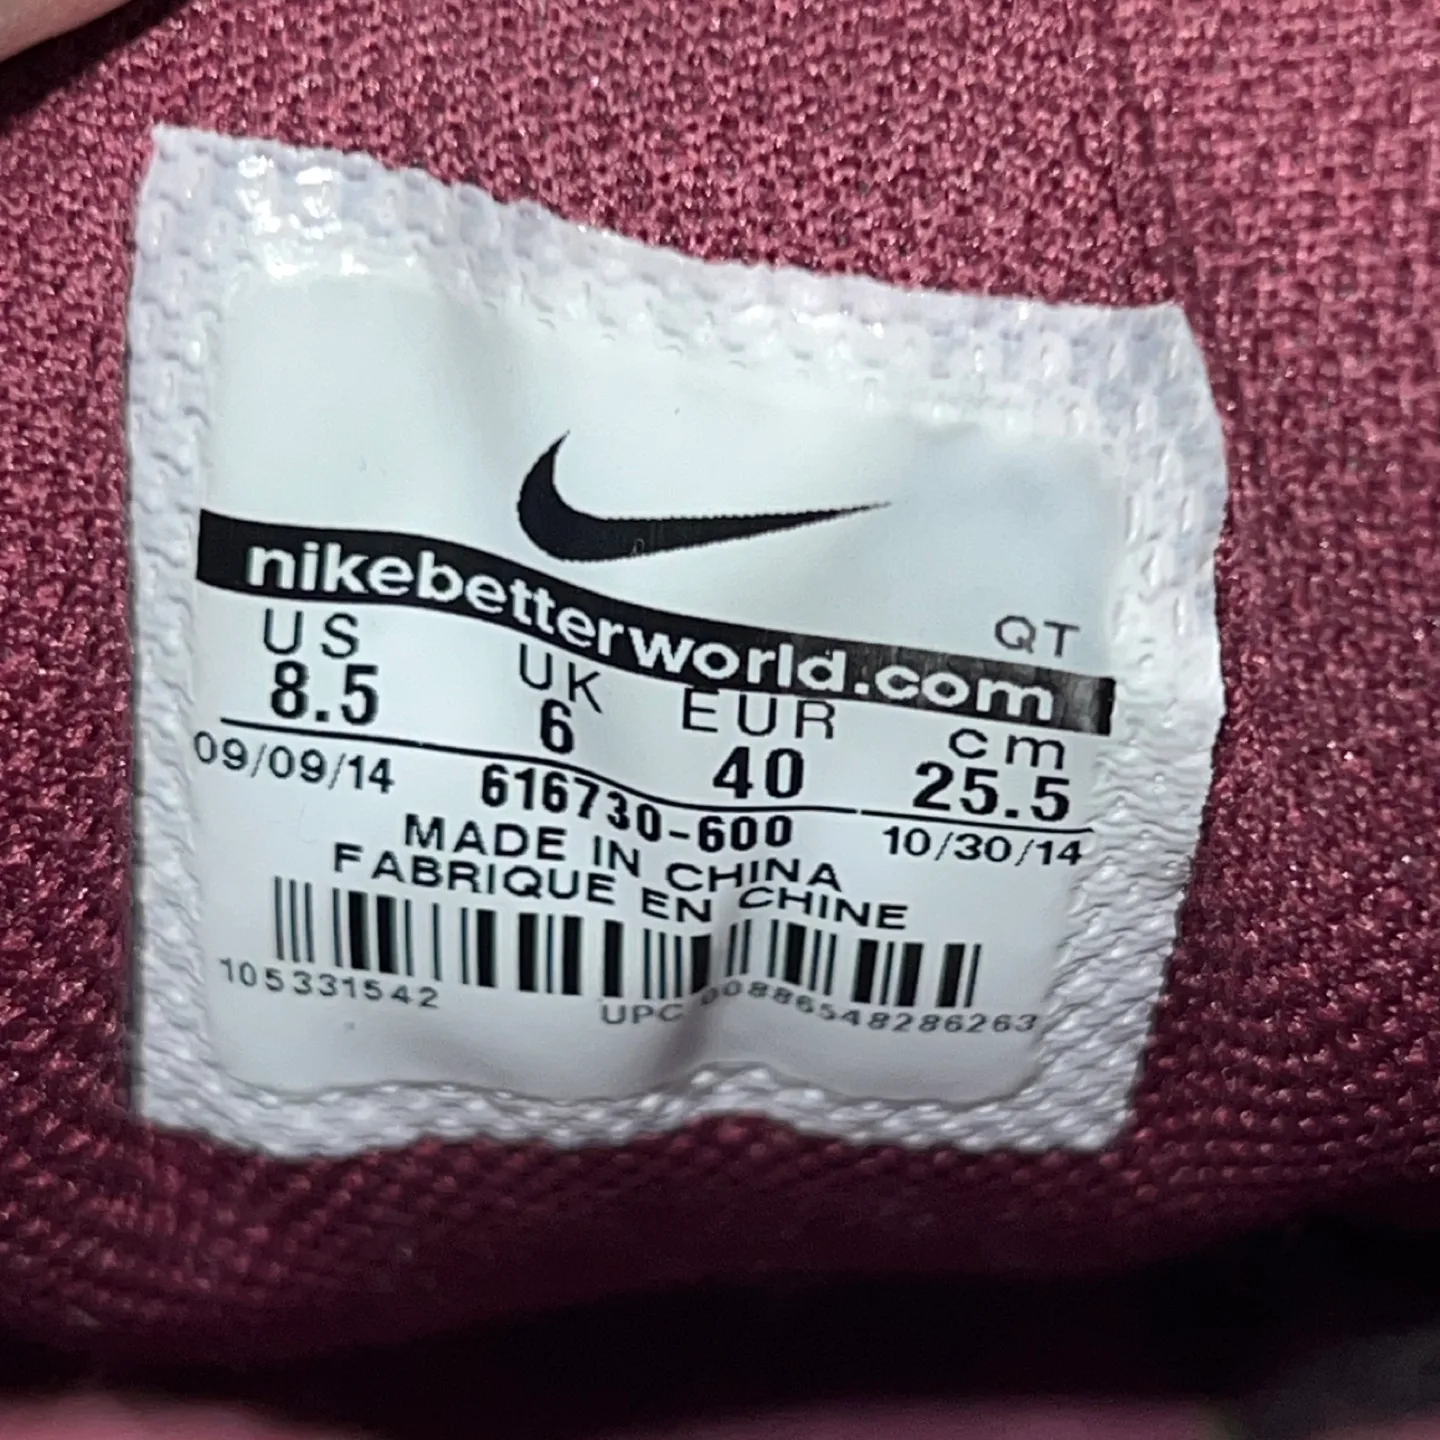 nikebetterworld.com
QT
US UK EUR cm
8.5 6 40 25.5
09/09/14 616730-600 10/30/14
MADE IN CHINA
FABRIQUE EN CHINE
105331542 UPC 00886548286263